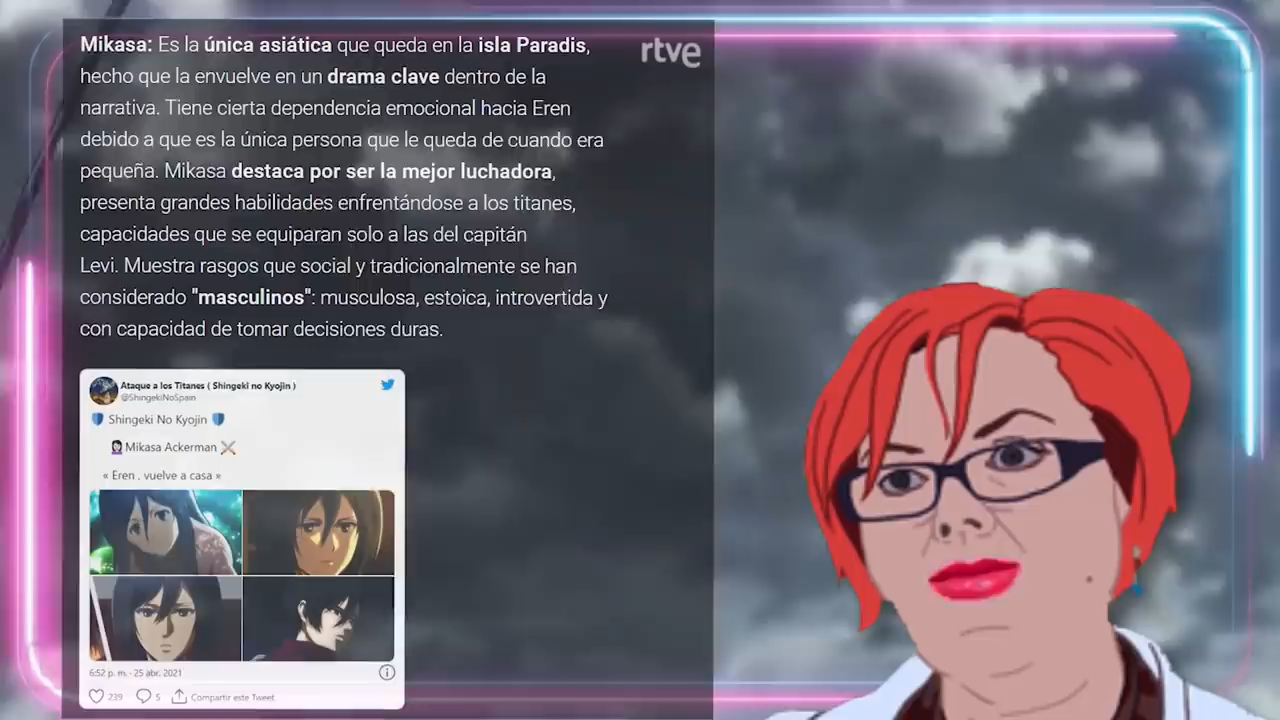 Mikasa: Es la única asiática que queda en la isla Paradis,
rtve
hecho que la envuelve en un drama clave dentro de la
narrativa. Tiene cierta dependencia emocional hacia Eren
debido a que es la única persona que le queda de cuando era
pequeña. Mikasa destaca por ser la mejor luchadora,
presenta grandes habilidades enfrentándose a los titanes,
capacidades que se equiparan solo a las del capitán
Levi. Muestra rasgos que social y tradicionalmente se han
considerado "masculinos": musculosa, estoica, introvertida y
con capacidad de tomar decisiones duras.
Ataque a los Titanes ( Shingeki no Kyojin )
@ShingekiNoSpain
Shingeki No Kyojin
Mikasa Ackerman
« Eren , vuelve a casa »
6:52 p. m. · 25 abr. 2021
239 5 Compartir este Tweet